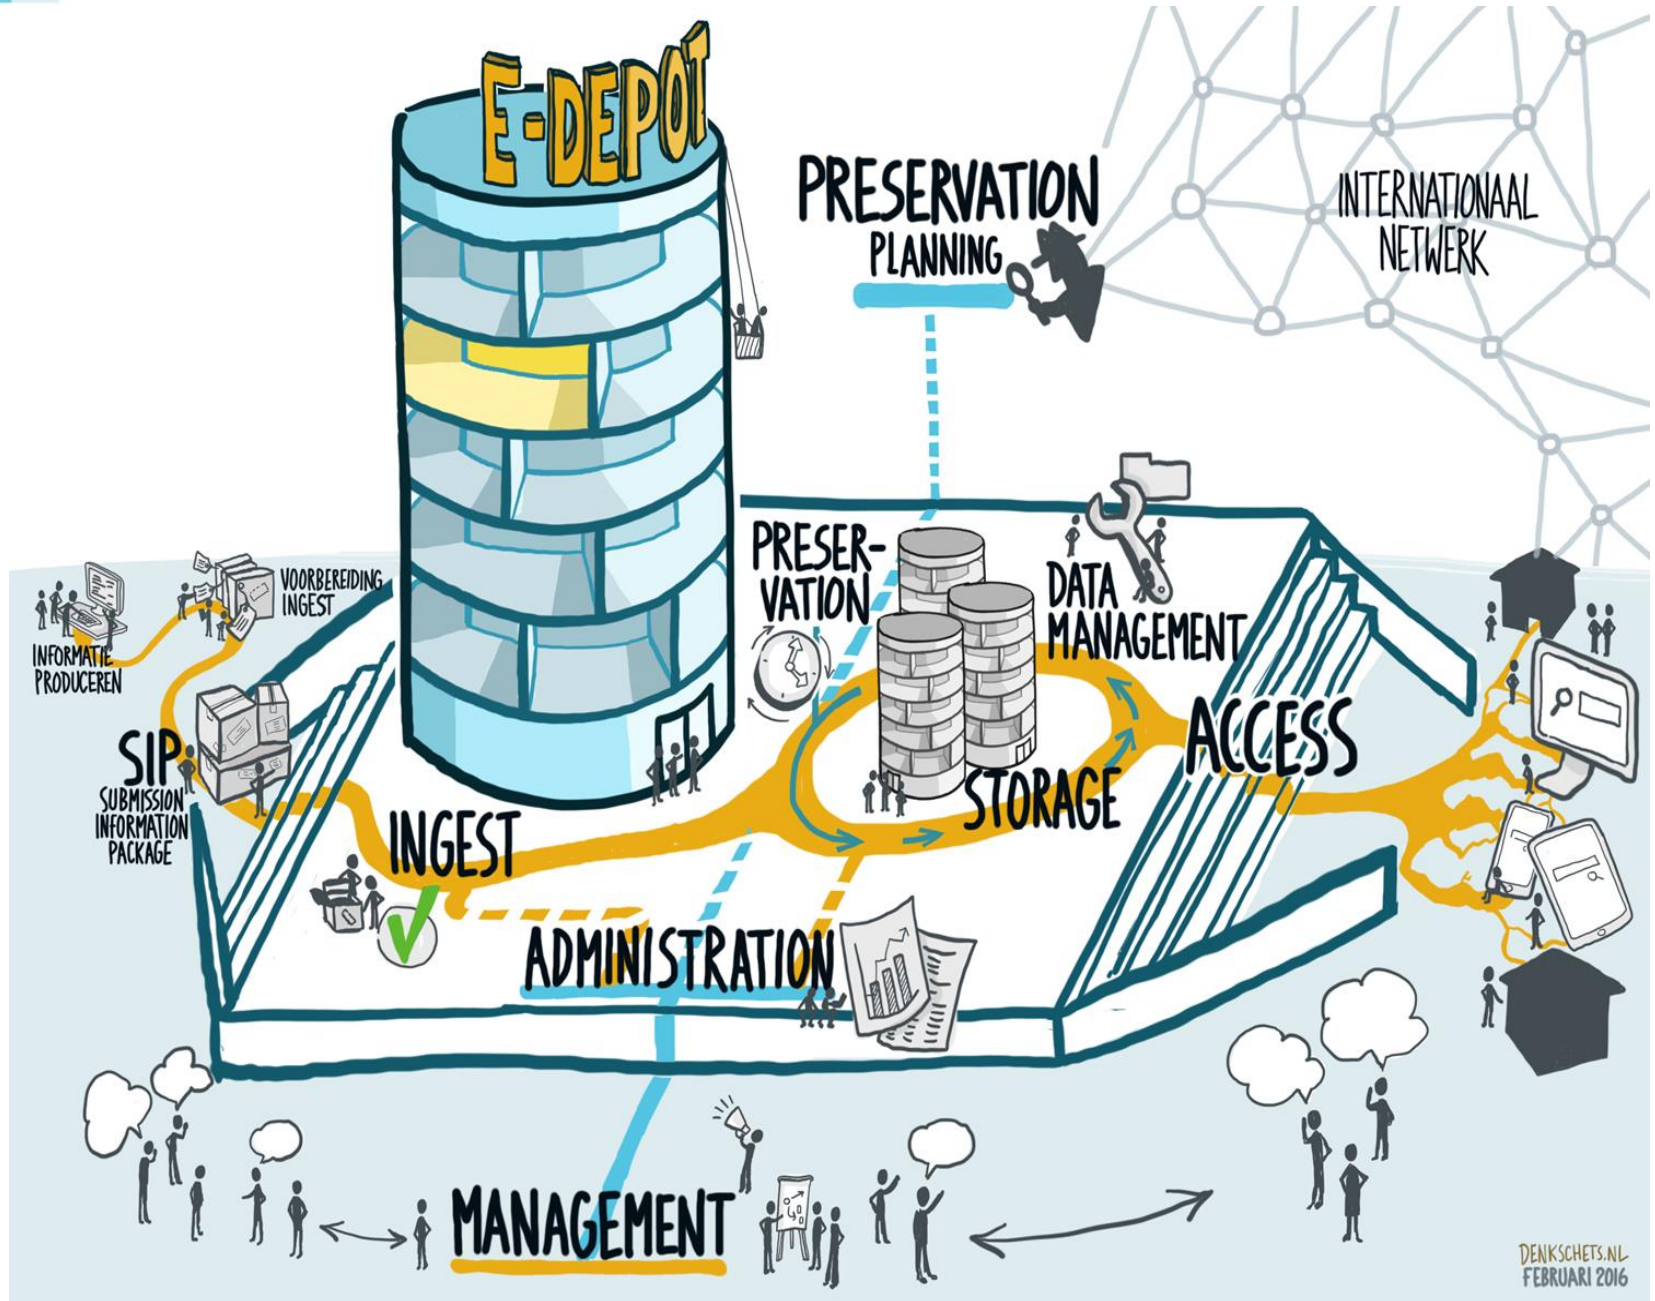 E-DEPOT
PRESERVATION
PLANNING
INTERNATIONAAL
NETWERK
PRESER-
VATION
DATA
MANAGEMENT
VOORBEREIDING
INGEST
INFORMATIE
PRODUCEREN
SIP
SUBMISSION
INFORMATION
PACKAGE
INGEST
STORAGE
ACCESS
ADMINISTRATION
MANAGEMENT
DENKSCHETS.NL
FEBRUARI 2016